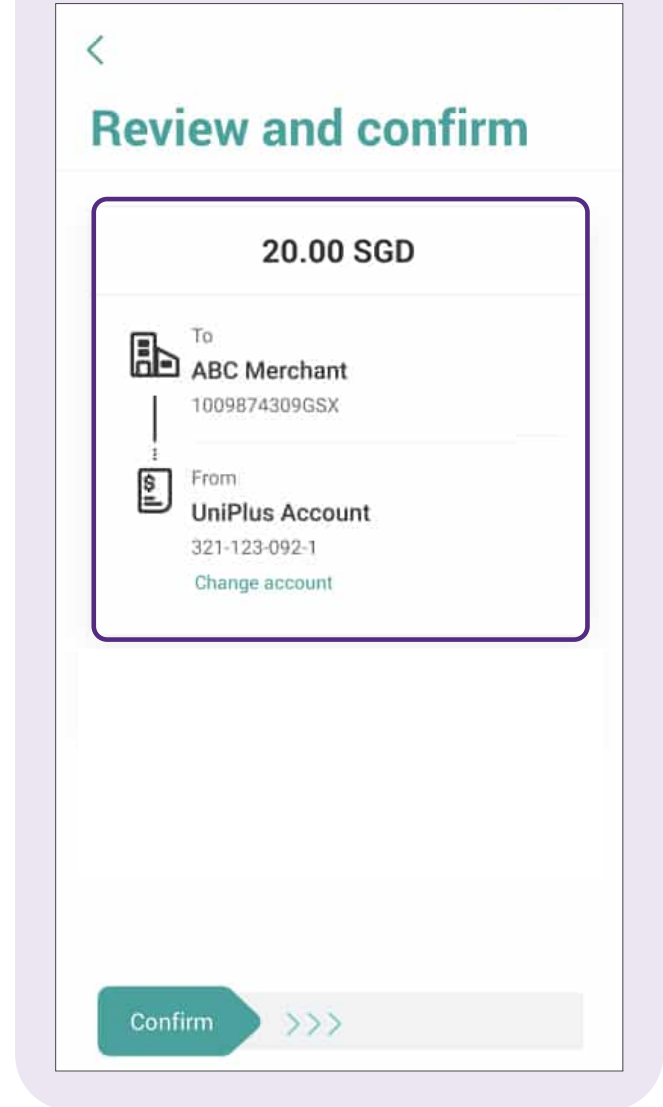 Review and confirm
20.00 SGD
To
ABC Merchant
1009874309GSX
From
UniPlus Account
321-123-092-1
Change account
Confirm